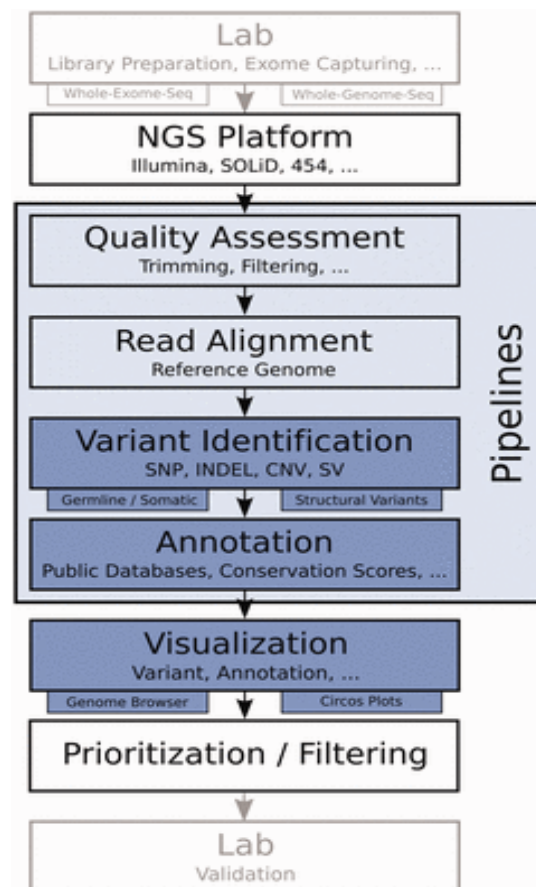 Lab
Library Preparation, Exome Capturing, ...
Whole-Exome-Seq
Whole-Genome-Seq
NGS Platform
Illumina, SOLiD, 454, ...
Quality Assessment
Trimming, Filtering, ...
Read Alignment
Reference Genome
Variant Identification
SNP, INDEL, CNV, SV
Germline / Somatic
Structural Variants
Annotation
Public Databases, Conservation Scores, ...
Pipelines
Visualization
Variant, Annotation, ...
Genome Browser
Circos Plots
Prioritization / Filtering
Lab
Validation